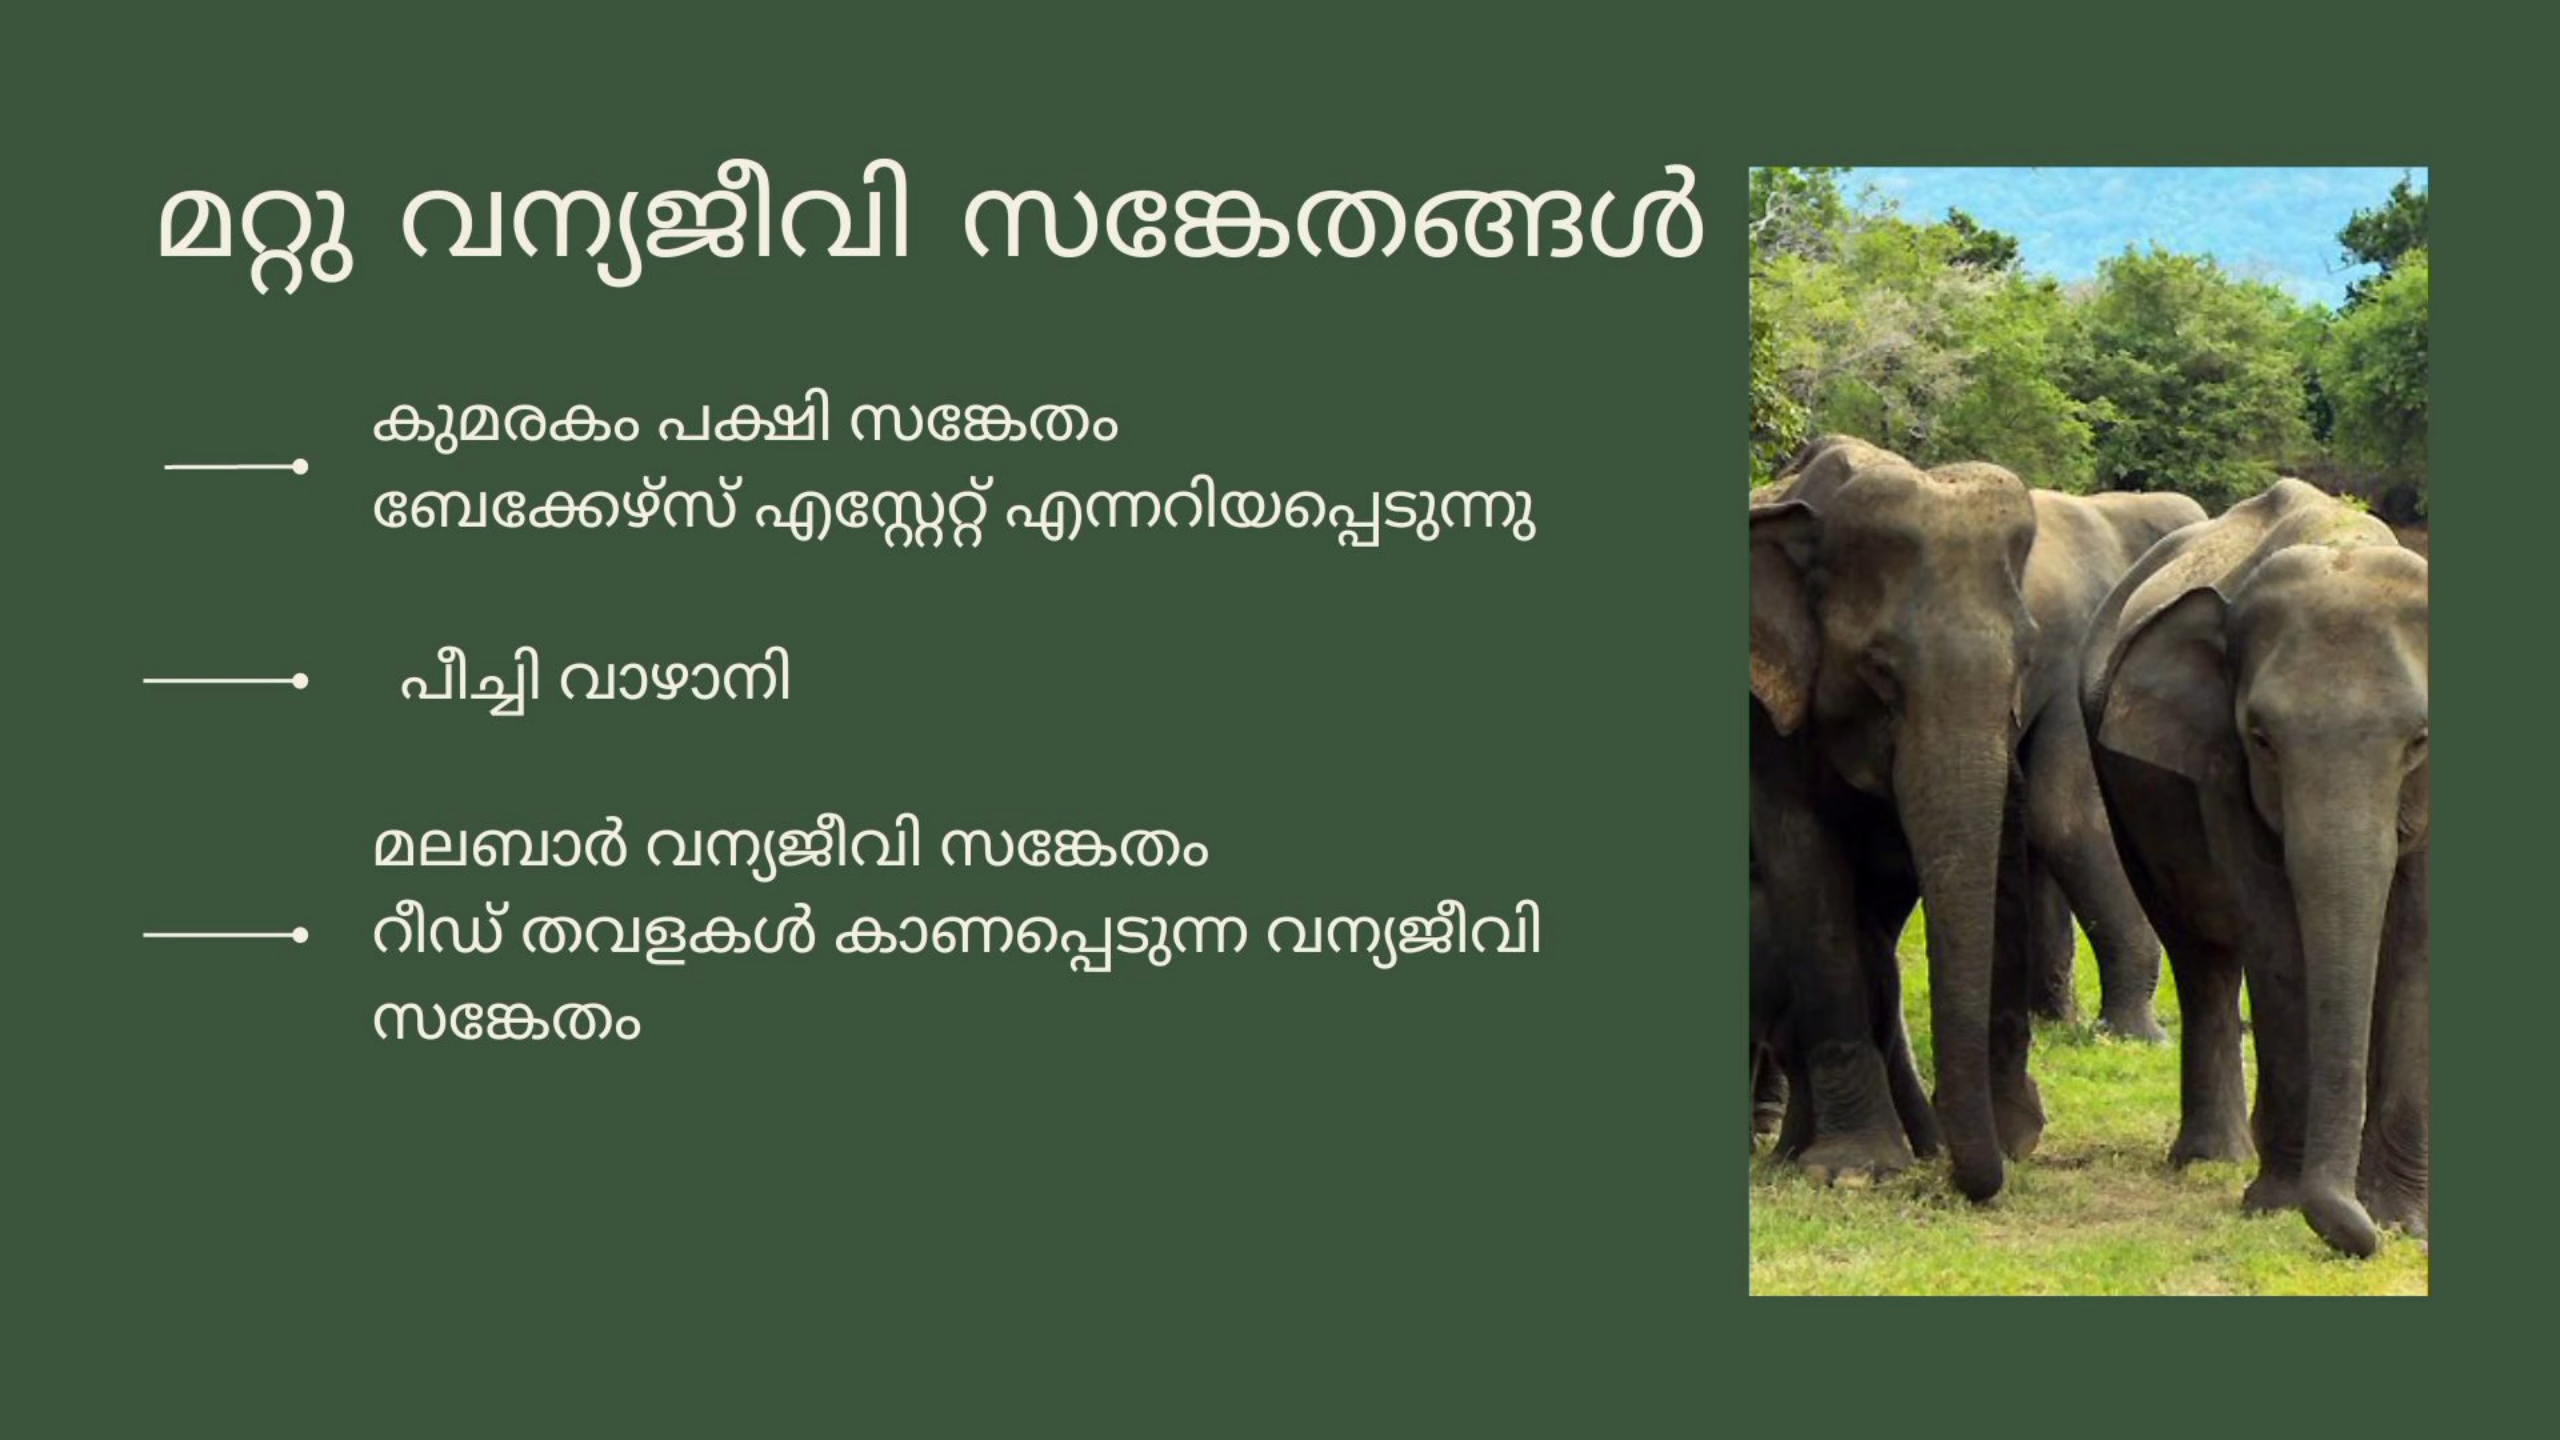 മറ്റു വന്യജീവി സങ്കേതങ്ങൾ
കുമരകം പക്ഷി സങ്കേതം
ബേക്കേഴ്സ് എസ്റ്റേറ്റ് എന്നറിയപ്പെടുന്നു
പീച്ചി വാഴാനി
മലബാർ വന്യജീവി സങ്കേതം
റീഡ് തവളകൾ കാണപ്പെടുന്ന വന്യജീവി
സങ്കേതം